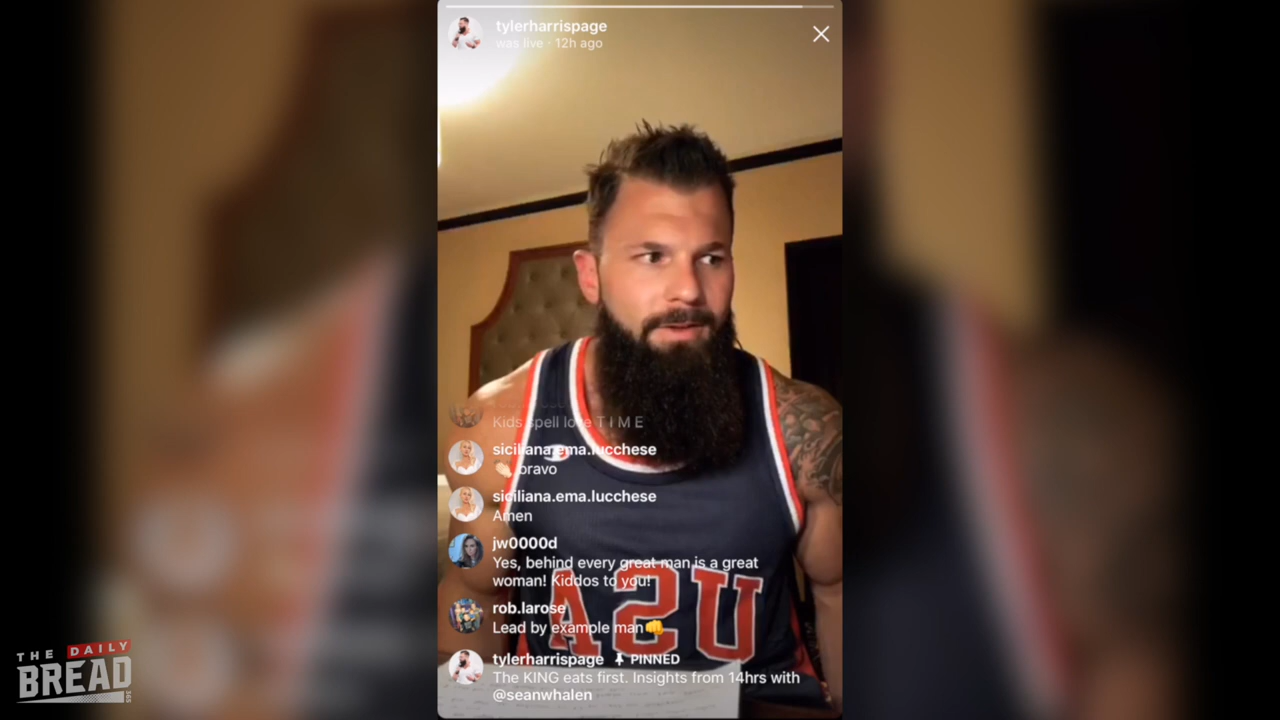 tylerharrispage
was live · 12h ago
Kids spell love T I M E
siciliana.ema.lucchese
👏🏻 bravo
siciliana.ema.lucchese
Amen
jw0000d
Yes, behind every great man is a great
woman! Kiddos to you!
rob.larose
Lead by example man👊
tylerharrispage PINNED
The KING eats first. Insights from 14hrs with
@seanwhalen
A2U
THE DAILY
BREAD
365